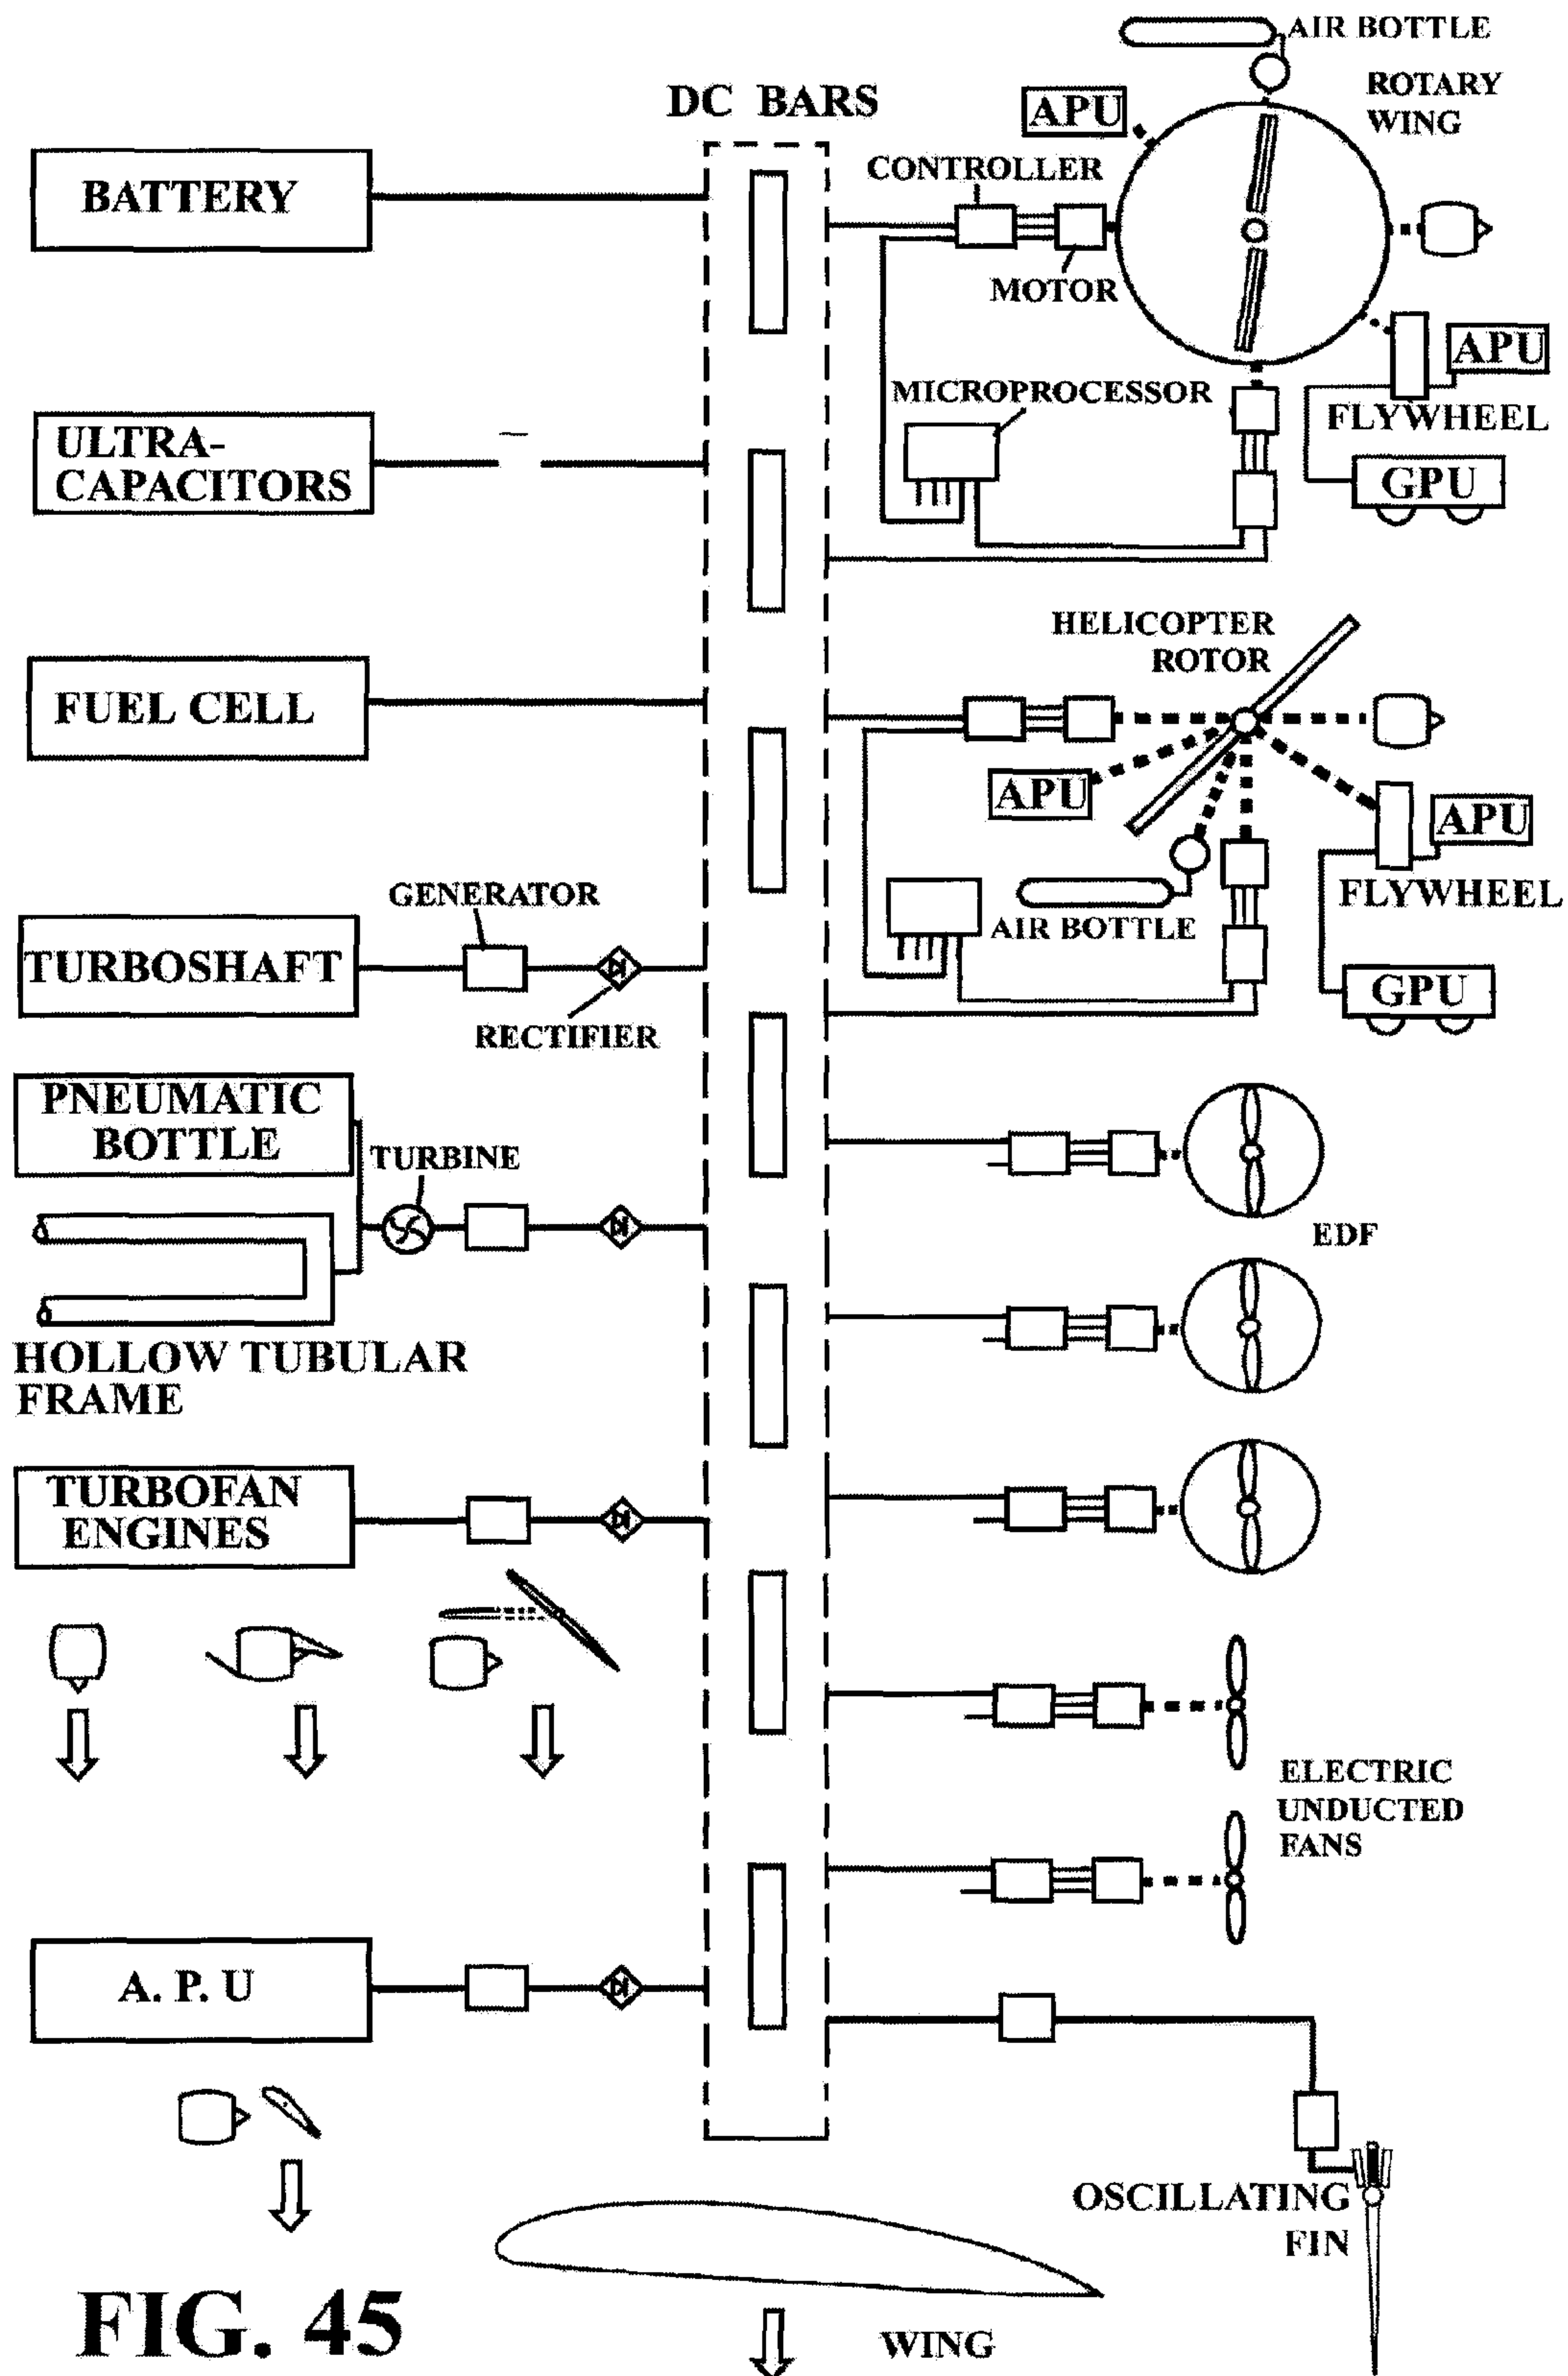 AIR BOTTLE
ROTARY
WING
DC BARS
APU
BATTERY
CONTROLLER
MOTOR
APU
MICROPROCESSOR
FLYWHEEL
ULTRA-
CAPACITORS
GPU
HELICOPTER
ROTOR
FUEL CELL
APU
APU
GENERATOR
FLYWHEEL
AIR BOTTLE
TURBOSHAFT
GPU
RECTIFIER
PNEUMATIC
BOTTLE
TURBINE
EDF
HOLLOW TUBULAR
FRAME
TURBOFAN
ENGINES
ELECTRIC
UNDUCTED
FANS
A. P. U
OSCILLATING
FIN
FIG. 45
WING